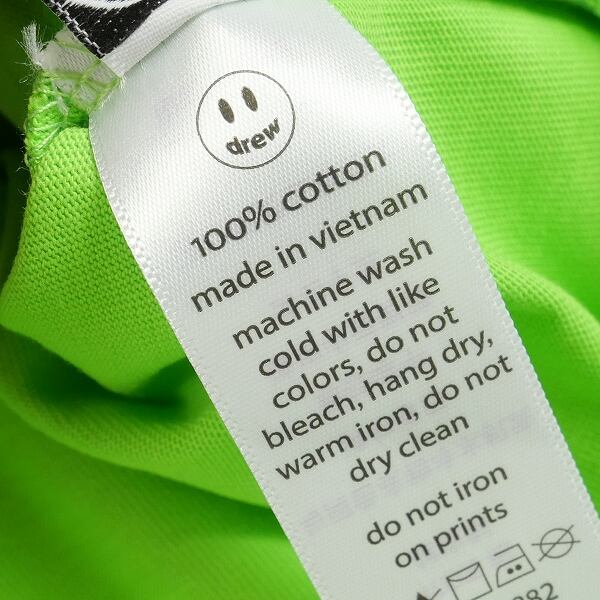 drew
100% cotton
made in vietnam
machine wash
cold with like
colors, do not
bleach, hang dry,
warm iron, do not
dry clean
do not iron
on prints